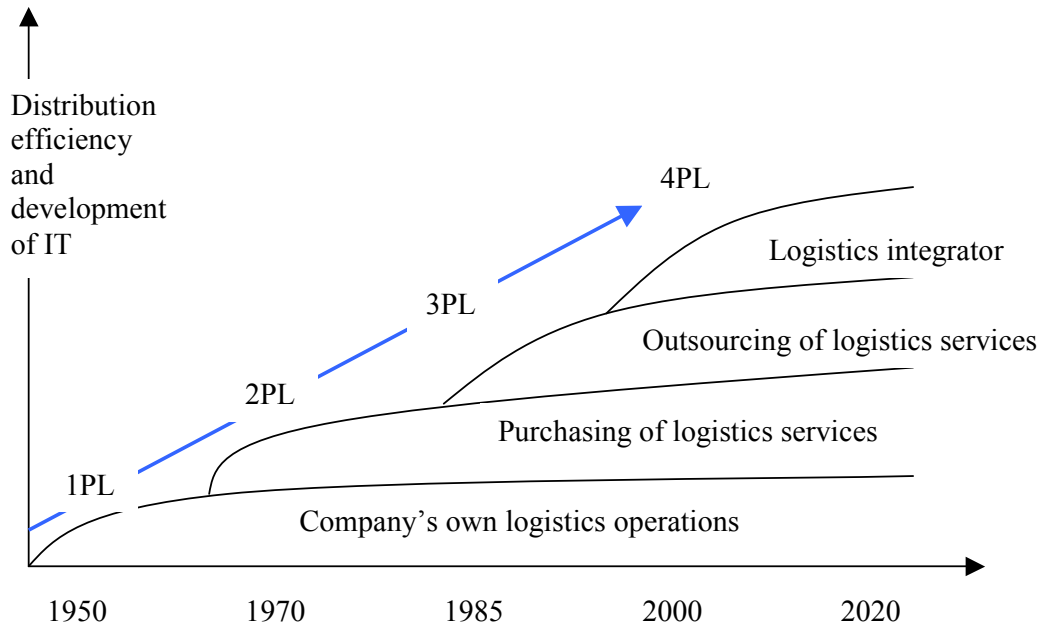 Distribution
efficiency
and
development
of IT
4PL
Logistics integrator
3PL
Outsourcing of logistics services
2PL
Purchasing of logistics services
1PL
Company’s own logistics operations
1950 1970 1985 2000 2020